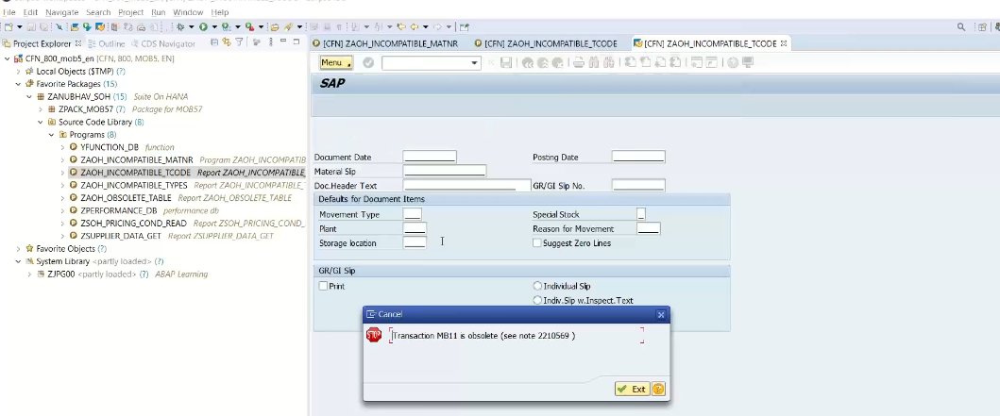 File Edit Navigate Search Project Run Window Help
Project Explorer Outline CDS Navigator
CFN_800_mob5_en [CFN, 800, MOB5, EN]
Local Objects ($TMP)
Favorite Packages (15)
ZANUBHAV_SOH (15) Suite On HANA
ZPACK_MOB57 (1) Package for MOB57
Source Code Library (8)
Programs (8)
YFUNCTION_DB function
ZAOH_INCOMPATIBLE_MATNR Program ZAOH_INCOMPATIB
ZAOH_INCOMPATIBLE_TCODE Report ZAOH_INCOMPATIBLE_
ZAOH_INCOMPATIBLE_TYPES Report ZAOH_INCOMPATIBLE_T
ZAOH_OBSOLETE_TABLE Report ZAOH_OBSOLETE_TABLE
ZPERFORMANCE_DB performance db
ZSOH_PRICING_COND_READ Report ZSOH_PRICING_COND_R
ZSUPPLIER_DATA_GET Report ZSUPPLIER_DATA_GET
Favorite Objects (2)
System Library <partly loaded> (?)
ZJPG00 <partly loaded> (?) ABAP Learning
[CFN] ZAOH_INCOMPATIBLE_MATNR [CFN] ZAOH_INCOMPATIBLE_TCODE [CFN] ZAOH_INCOMPATIBLE_TCODE
Menu
SAP
Document Date Posting Date
Material Slip
Doc.Header Text GR/GI Slip No.
Defaults for Document Items
Movement Type Special Stock
Plant Reason for Movement
Storage location Suggest Zero Lines
GR/GI Slip
Print Individual Slip
Indiv.Slip w.Inspect.Text
Cancel
STOP Transaction MB11 is obsolete (see note 2210569 )
Exit